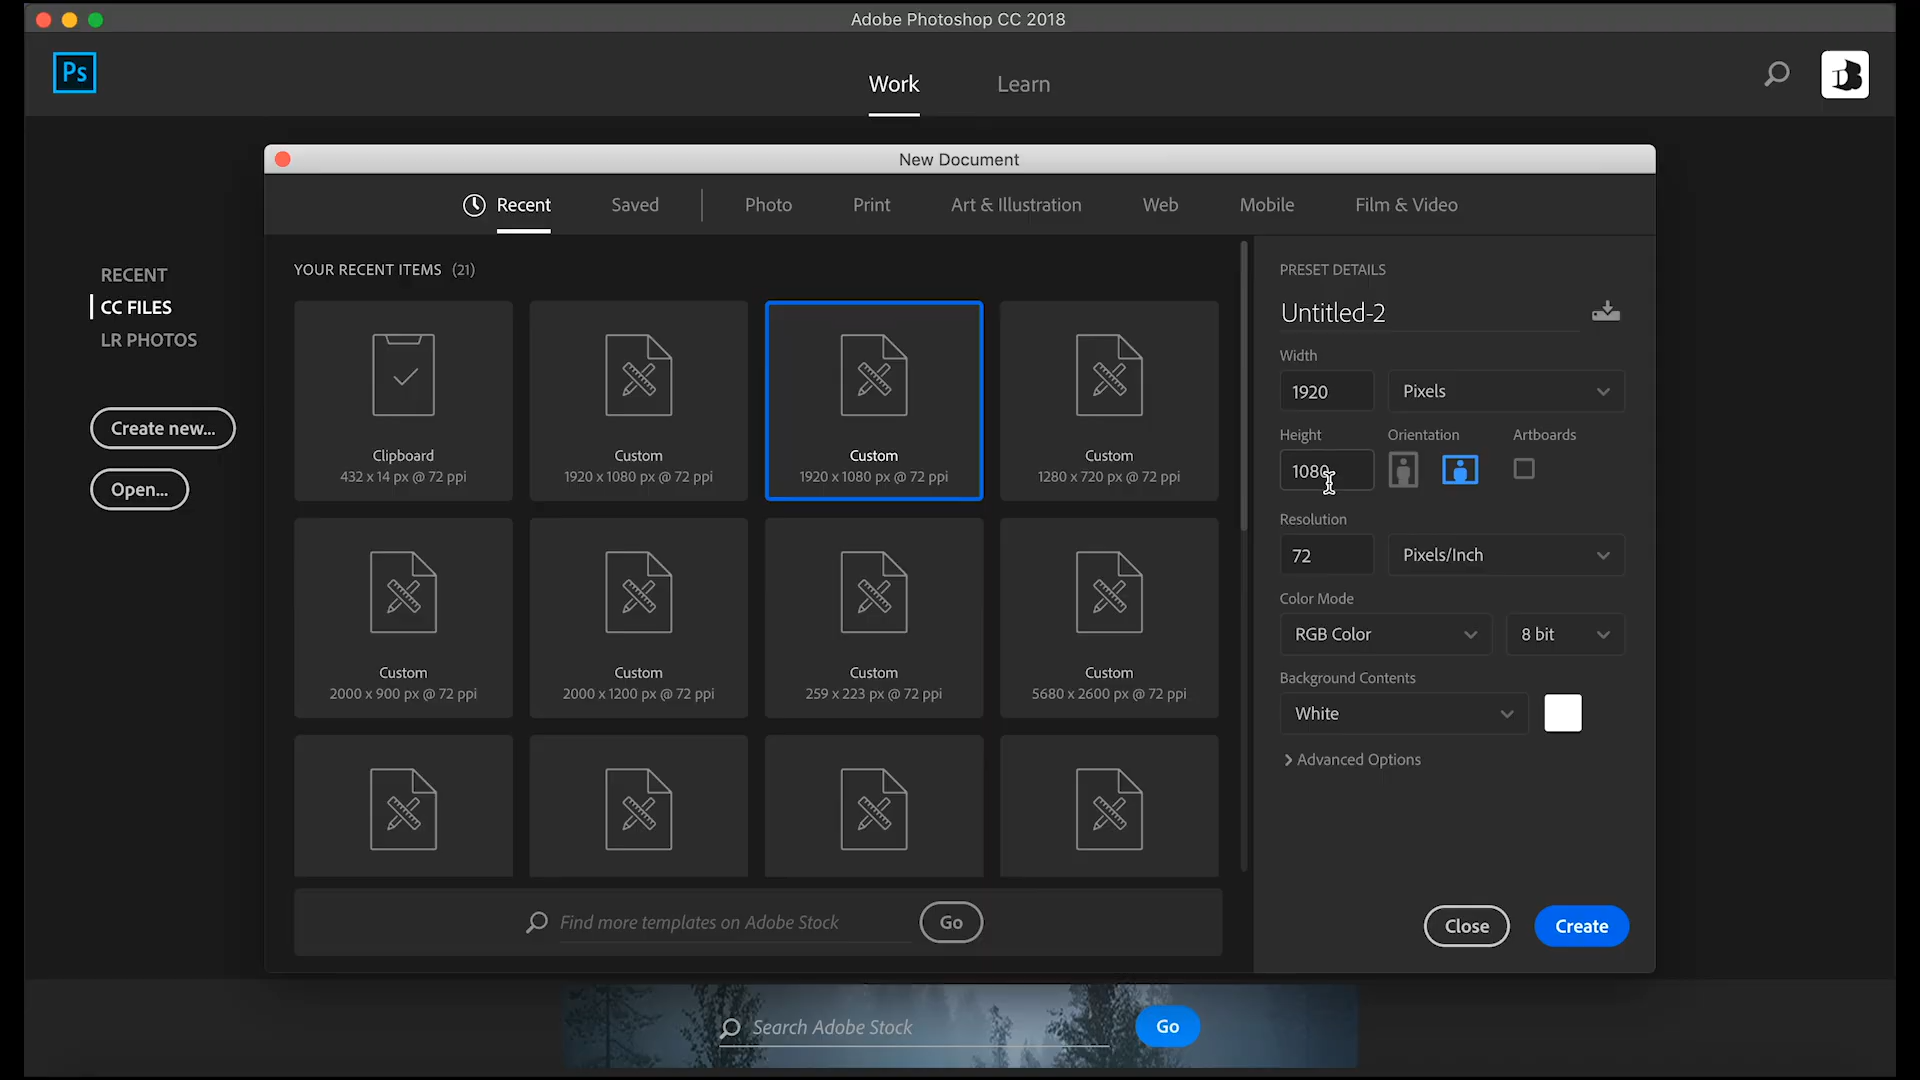 Adobe Photoshop CC 2018
Ps
Work
Learn
New Document
Recent
Saved
Photo
Print
Art & Illustration
Web
Mobile
Film & Video
RECENT
CC FILES
LR PHOTOS
Create new...
Open...
YOUR RECENT ITEMS (21)
Clipboard
432 x 14 px @ 72 ppi
Custom
1920 x 1080 px @ 72 ppi
Custom
1920 x 1080 px @ 72 ppi
Custom
1280 x 720 px @ 72 ppi
Custom
2000 x 900 px @ 72 ppi
Custom
2000 x 1200 px @ 72 ppi
Custom
259 x 223 px @ 72 ppi
Custom
5680 x 2600 px @ 72 ppi
Find more templates on Adobe Stock
Go
PRESET DETAILS
Untitled-2
Width
1920
Pixels
Height
Orientation
Artboards
1080
Resolution
72
Pixels/Inch
Color Mode
RGB Color
8 bit
Background Contents
White
Advanced Options
Close
Create
Search Adobe Stock
Go